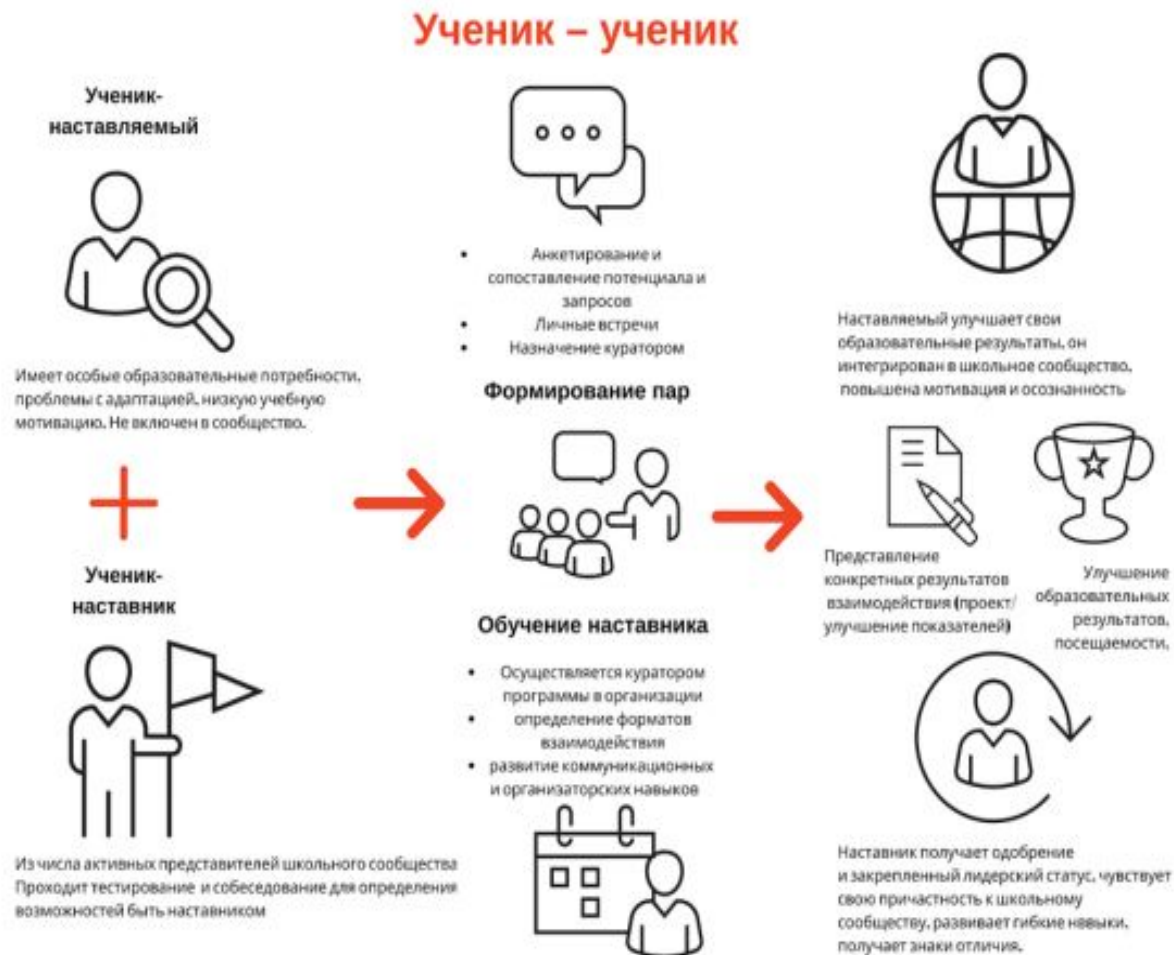 Ученик – ученик
Ученик-
наставляемый
Имеет особые образовательные потребности,
проблемы с адаптацией, низкую учебную
мотивацию. Не включен в сообщество.
Ученик-
наставник
Из числа активных представителей школьного сообщества
Проходит тестирование и собеседование для определения
возможностей быть наставником
• Анкетирование и
сопоставление потенциала и
запросов
• Личные встречи
• Назначение куратором
Формирование пар
Обучение наставника
• Осуществляется куратором
программы в организации
• определение форматов
взаимодействия
• развитие коммуникационных
и организаторских навыков
Наставляемый улучшает свои
образовательные результаты, он
интегрирован в школьное сообщество,
повышена мотивация и осознанность
Представление
конкретных результатов
взаимодействия (проект/
улучшение показателей)
Улучшение
образовательных
результатов,
посещаемости,
Наставник получает одобрение
и закрепленный лидерский статус, чувствует
свою причастность к школьному
сообществу, развивает гибкие нввыки,
получает знаки отличия.